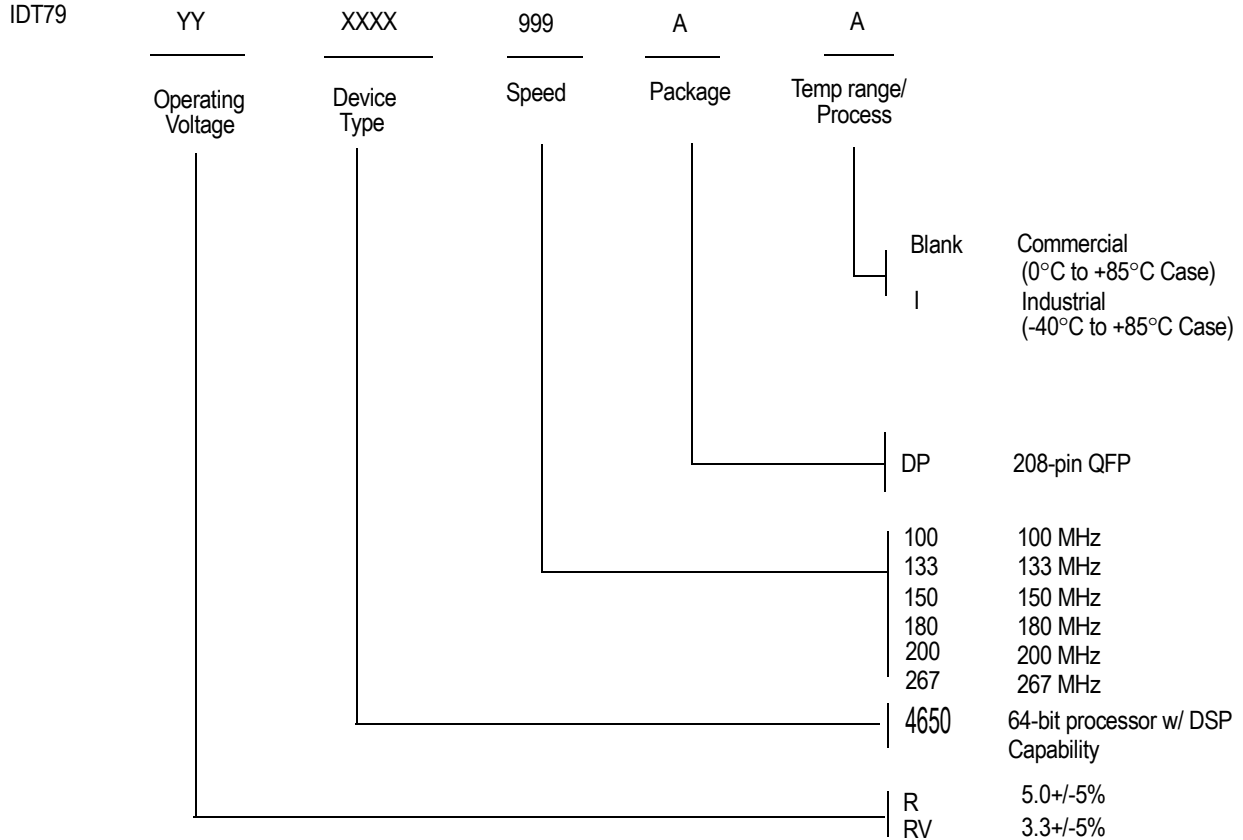 IDT79 YY XXXX 999 A A
Operating Voltage
Device Type
Speed
Package
Temp range/ Process
Blank Commercial
(0°C to +85°C Case)
I Industrial
(-40°C to +85°C Case)
DP 208-pin QFP
100 100 MHz
133 133 MHz
150 150 MHz
180 180 MHz
200 200 MHz
267 267 MHz
4650 64-bit processor w/ DSP
Capability
R 5.0+/-5%
RV 3.3+/-5%